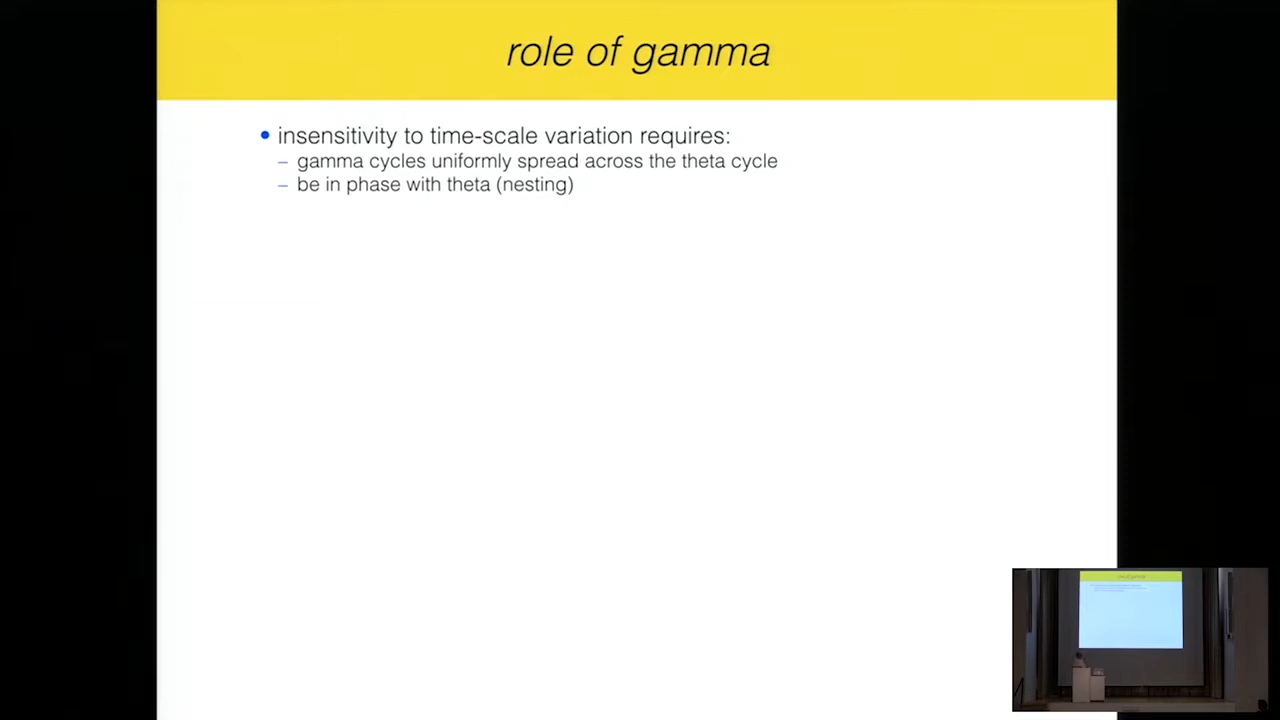 role of gamma
• insensitivity to time-scale variation requires:
– gamma cycles uniformly spread across the theta cycle
– be in phase with theta (nesting)